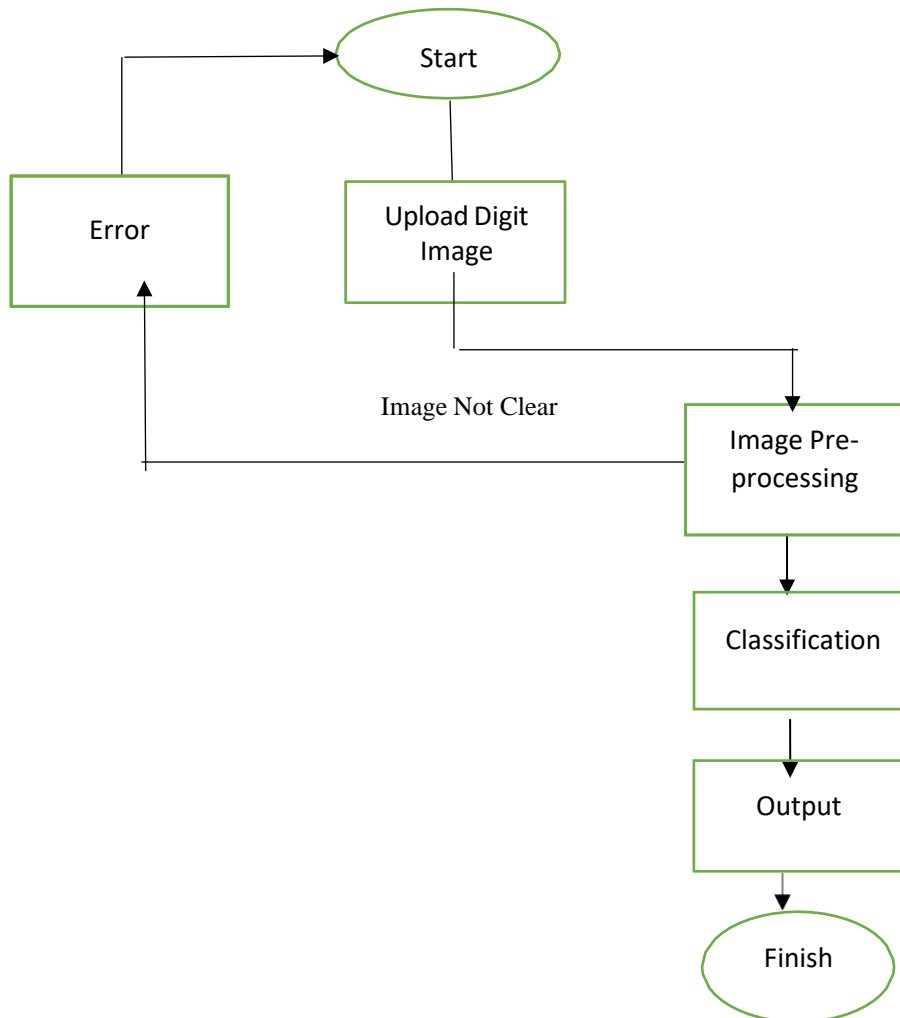 Start
Error
Upload Digit
Image
Image Not Clear
Image Pre-
processing
Classification
Output
Finish